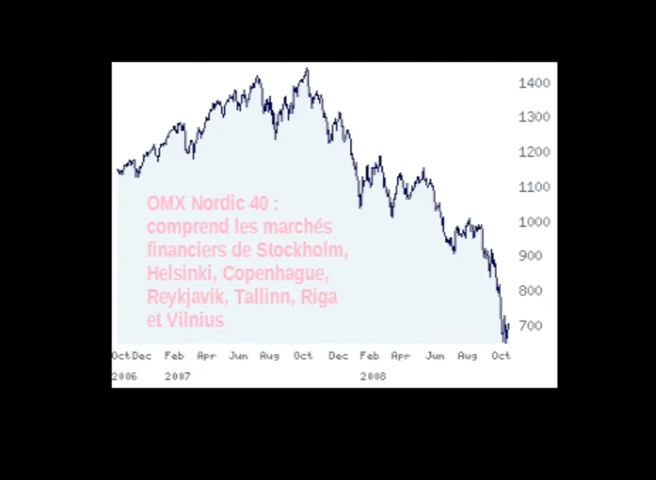 1400
1300
1200
1100
1000
900
800
700
OMX Nordic 40 :
comprend les marchés
financiers de Stockholm,
Helsinki, Copenhague,
Reykjavik, Tallinn, Riga
et Vilnius
Oct Dec Feb Apr Jun Aug Oct Dec Feb Apr Jun Aug Oct
2006 2007 2008